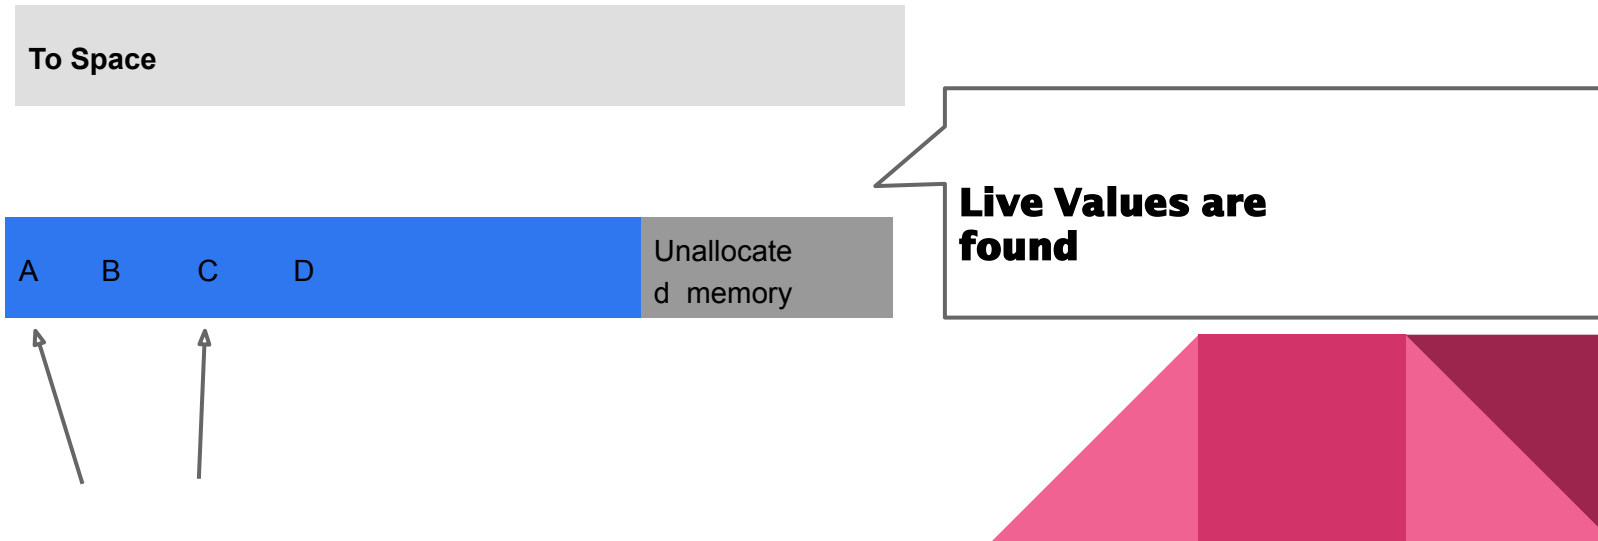 To Space
Live Values are
found
A B C D
Unallocate
d memory